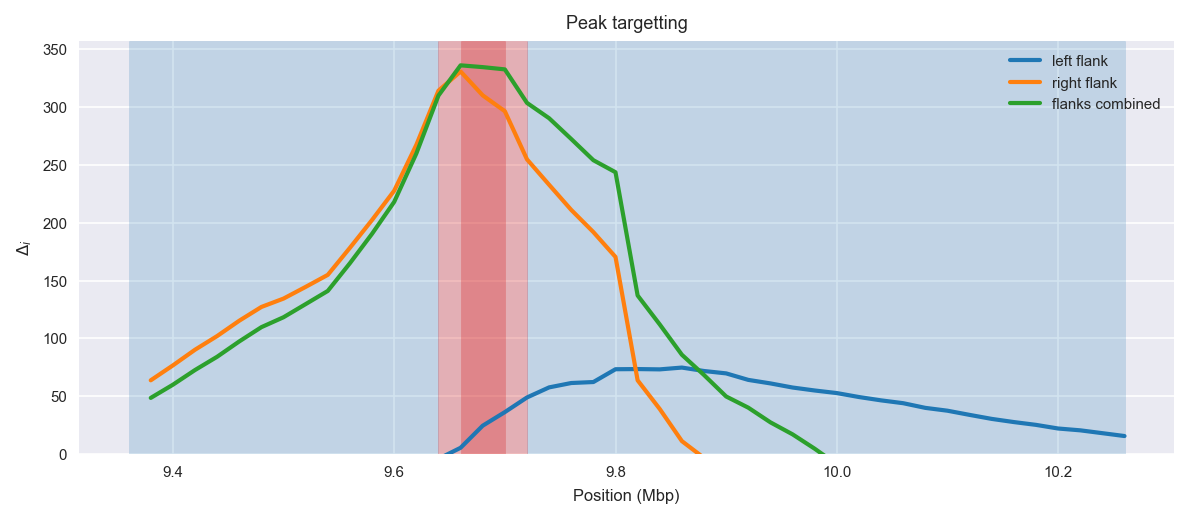 Peak targetting
350
300
250
200
150
100
50
0
Δi
left flank
right flank
flanks combined
9.4 9.6 9.8 10.0 10.2
Position (Mbp)